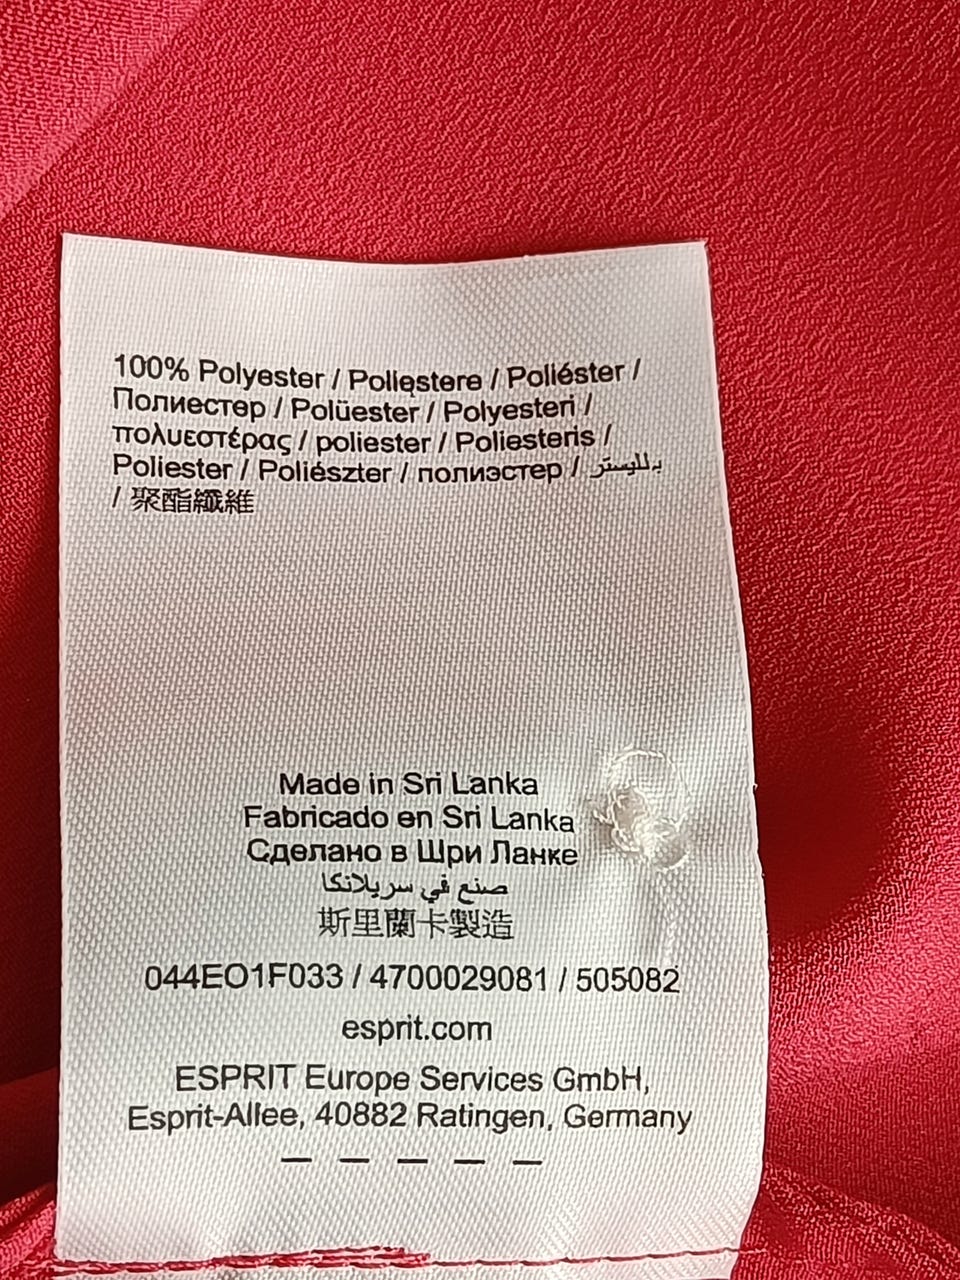 100% Polyester / Polięstere / Poliéster /
Полиестер / Polüester / Polyesteri /
πολυεστέρας / poliester / Poliesteris /
Poliester / Poliészter / полиэстер / بـلليستر
/ 聚酯纖維
Made in Sri Lanka
Fabricado en Sri Lanka
Сделано в Шри Ланке
صنع في سريلانكا
斯里蘭卡製造
044EO1F033 / 4700029081 / 505082
esprit.com
ESPRIT Europe Services GmbH,
Esprit-Allee, 40882 Ratingen, Germany
— — — — —